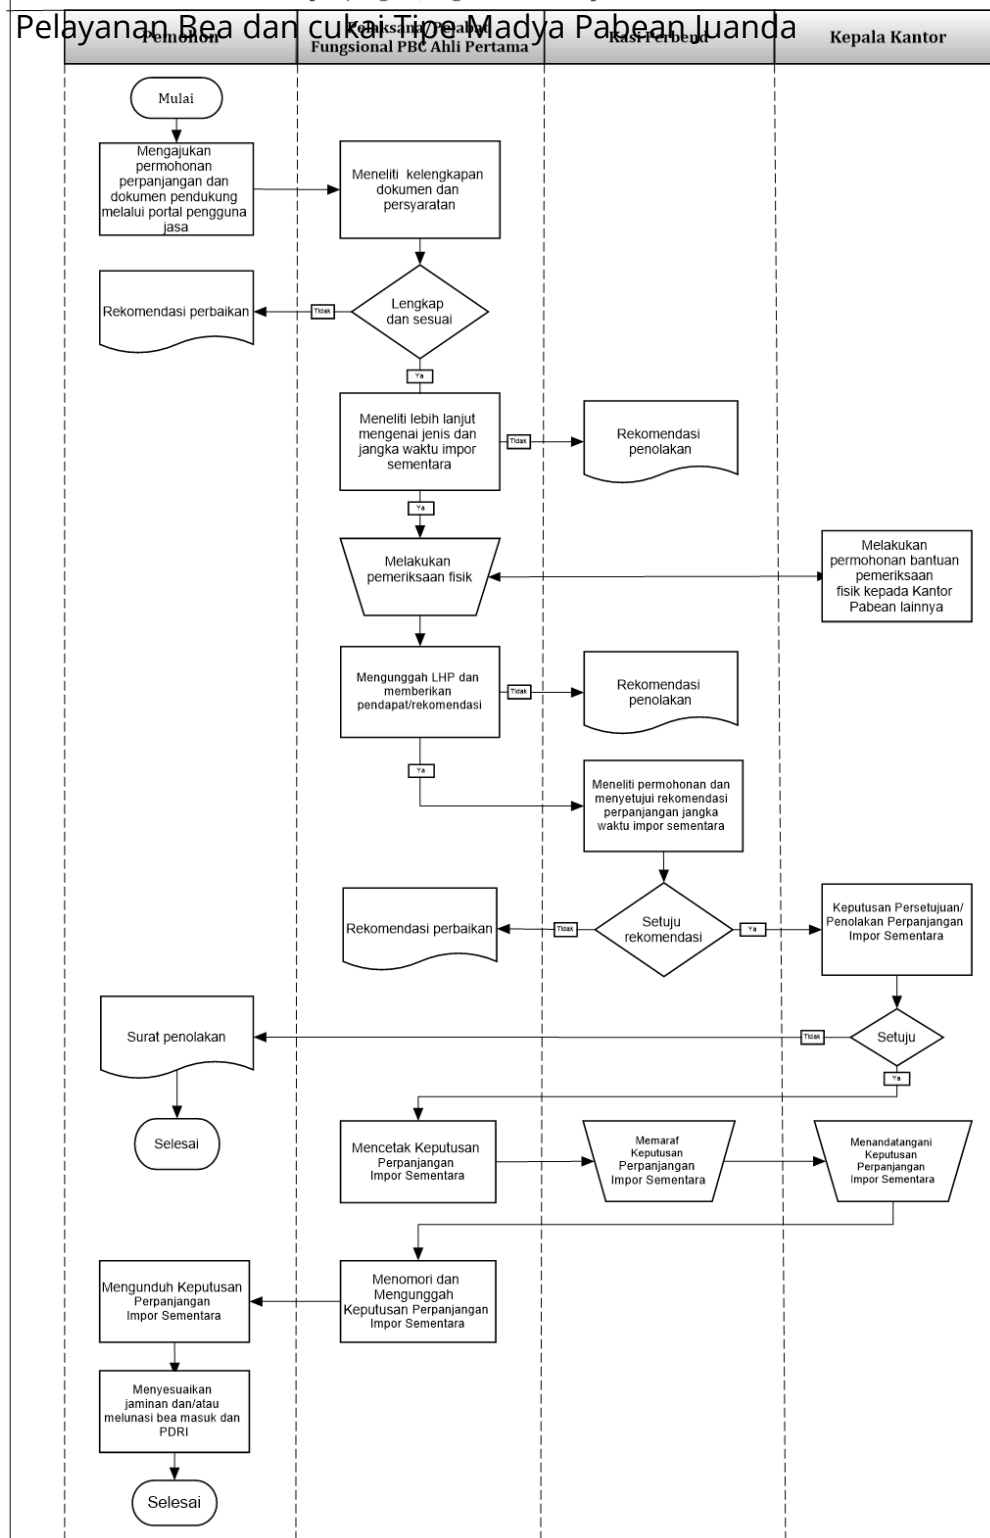 Pelayanan Bea dan cukai Tipe Madya Pabean Juanda
Pemohon
Pelaksana/Pejabat
Fungsional PBC Ahli Pertama
Kasi Perbend
Kepala Kantor
Mulai
Mengajukan
permohonan
perpanjangan dan
dokumen pendukung
melalui portal pengguna
jasa
Meneliti kelengkapan
dokumen dan
persyaratan
Rekomendasi perbaikan
Tidak
Lengkap
dan sesuai
Ya
Meneliti lebih lanjut
mengenai jenis dan
jangka waktu impor
sementara
Tidak
Rekomendasi
penolakan
Ya
Melakukan
pemeriksaan fisik
Melakukan
permohonan bantuan
pemeriksaan
fisik kepada Kantor
Pabean lainnya
Mengunggah LHP dan
memberikan
pendapat/rekomendasi
Tidak
Rekomendasi
penolakan
Ya
Meneliti permohonan dan
menyetujui rekomendasi
perpanjangan jangka
waktu impor sementara
Rekomendasi perbaikan
Tidak
Setuju
rekomendasi
Ya
Keputusan Persetujuan/
Penolakan Perpanjangan
Impor Sementara
Surat penolakan
Tidak
Setuju
Ya
Selesai
Mencetak Keputusan
Perpanjangan
Impor Sementara
Memaraf
Keputusan
Perpanjangan
Impor Sementara
Menandatangani
Keputusan
Perpanjangan
Impor Sementara
Mengunduh Keputusan
Perpanjangan
Impor Sementara
Menomori dan
Mengunggah
Keputusan Perpanjangan
Impor Sementara
Menyesuaikan
jaminan dan/atau
melunasi bea masuk dan
PDRI
Selesai